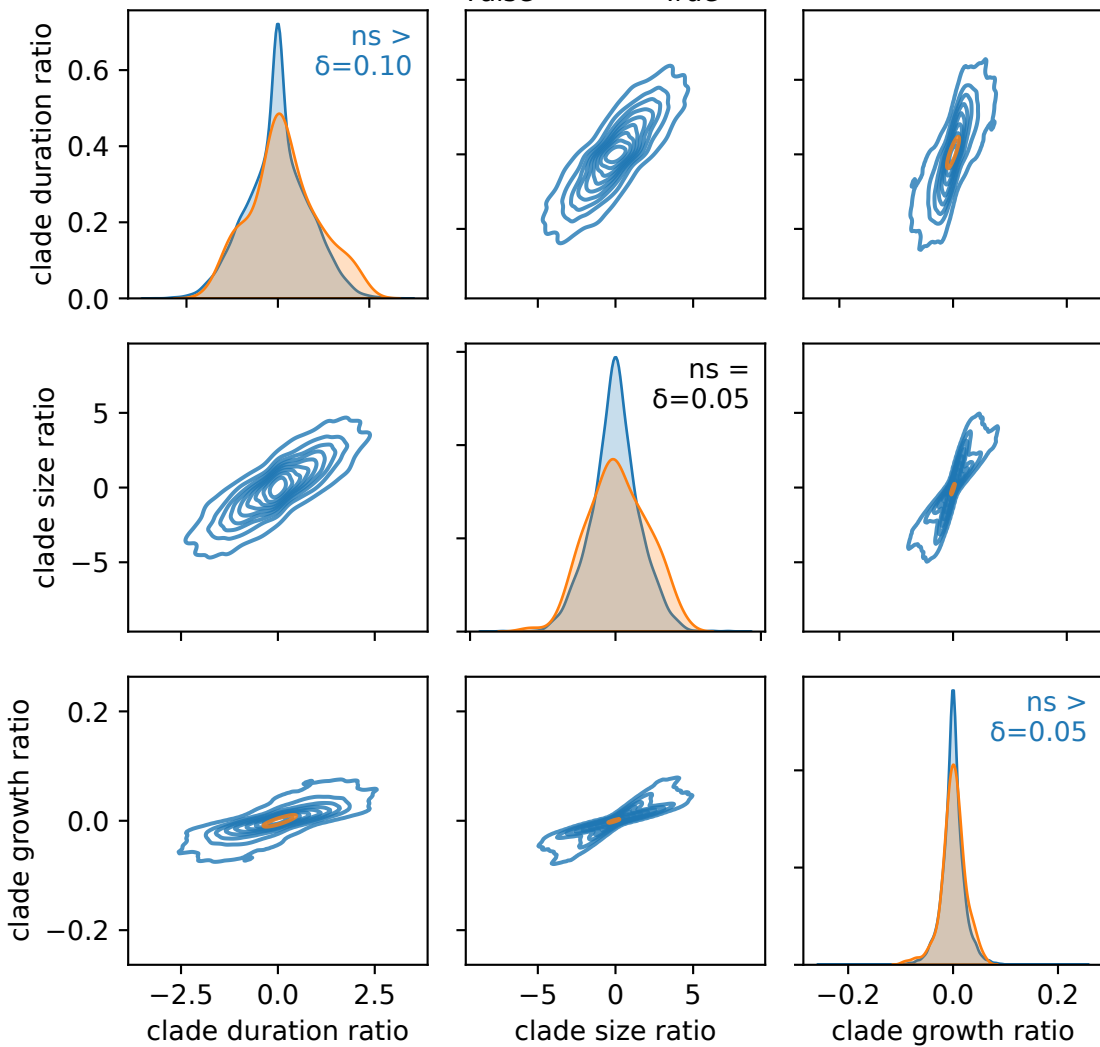 clade duration ratio
0.6
0.4
0.2
0.0
ns >
δ=0.10
clade size ratio
5
0
−5
ns =
δ=0.05
clade growth ratio
0.2
0.0
−0.2
ns >
δ=0.05
−2.5 0.0 2.5
−5 0 5
−0.2 0.0 0.2
clade duration ratio
clade size ratio
clade growth ratio